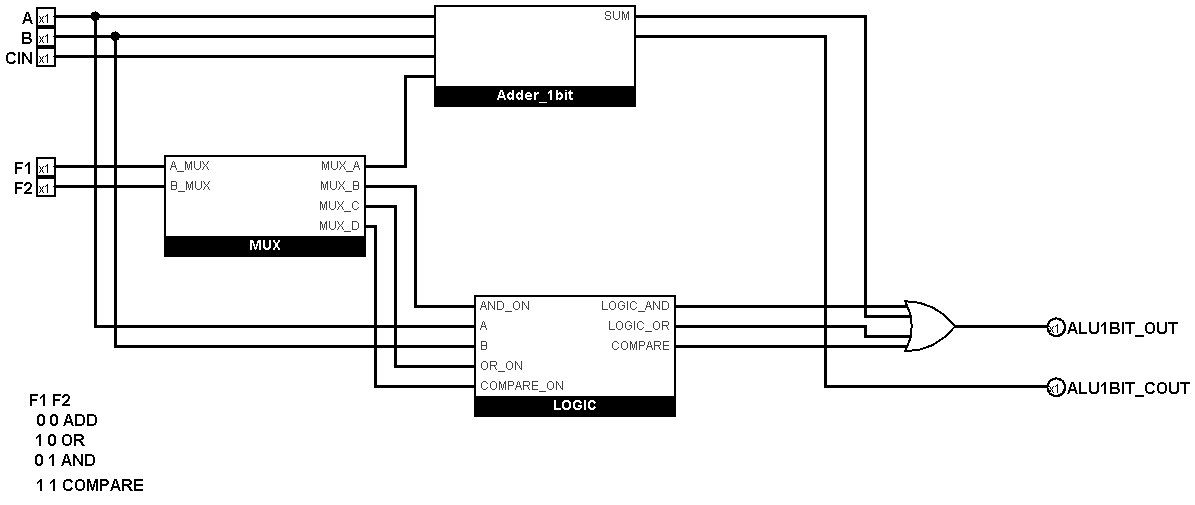 A x1
B x1
CIN x1
SUM
Adder_1bit
F1 x1
F2 x1
A_MUX MUX_A
B_MUX MUX_B
MUX_C
MUX_D
MUX
AND_ON LOGIC_AND
A LOGIC_OR
B COMPARE
OR_ON
COMPARE_ON
LOGIC
x1 ALU1BIT_OUT
x1 ALU1BIT_COUT
F1 F2
0 0 ADD
1 0 OR
0 1 AND
1 1 COMPARE